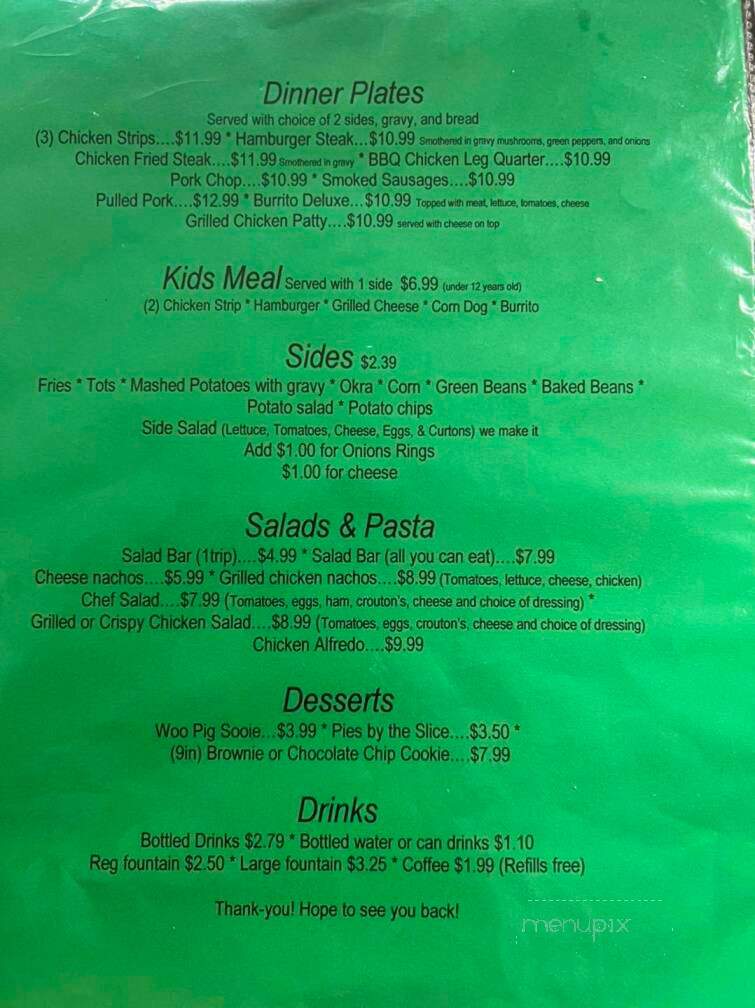 Dinner Plates
Served with choice of 2 sides, gravy, and bread
(3) Chicken Strips....$11.99 * Hamburger Steak...$10.99 Smothered in gravy mushrooms, green peppers, and onions
Chicken Fried Steak....$11.99 Smothered in gravy * BBQ Chicken Leg Quarter....$10.99
Pork Chop....$10.99 * Smoked Sausages....$10.99
Pulled Pork....$12.99 * Burrito Deluxe...$10.99 Topped with meat, lettuce, tomatoes, cheese
Grilled Chicken Patty....$10.99 served with cheese on top
Kids Meal Served with 1 side $6.99 (under 12 years old)
(2) Chicken Strip * Hamburger * Grilled Cheese * Corn Dog * Burrito
Sides $2.39
Fries * Tots * Mashed Potatoes with gravy * Okra * Corn * Green Beans * Baked Beans *
Potato salad * Potato chips
Side Salad (Lettuce, Tomatoes, Cheese, Eggs, & Curtons) we make it
Add $1.00 for Onions Rings
$1.00 for cheese
Salads & Pasta
Salad Bar (1trip)....$4.99 * Salad Bar (all you can eat)....$7.99
Cheese nachos....$5.99 * Grilled chicken nachos....$8.99 (Tomatoes, lettuce, cheese, chicken)
Chef Salad....$7.99 (Tomatoes, eggs, ham, crouton's, cheese and choice of dressing) *
Grilled or Crispy Chicken Salad....$8.99 (Tomatoes, eggs, crouton's, cheese and choice of dressing)
Chicken Alfredo....$9.99
Desserts
Woo Pig Sooie...$3.99 * Pies by the Slice....$3.50 *
(9in) Brownie or Chocolate Chip Cookie....$7.99
Drinks
Bottled Drinks $2.79 * Bottled water or can drinks $1.10
Reg fountain $2.50 * Large fountain $3.25 * Coffee $1.99 (Refills free)
Thank-you! Hope to see you back!
menupix